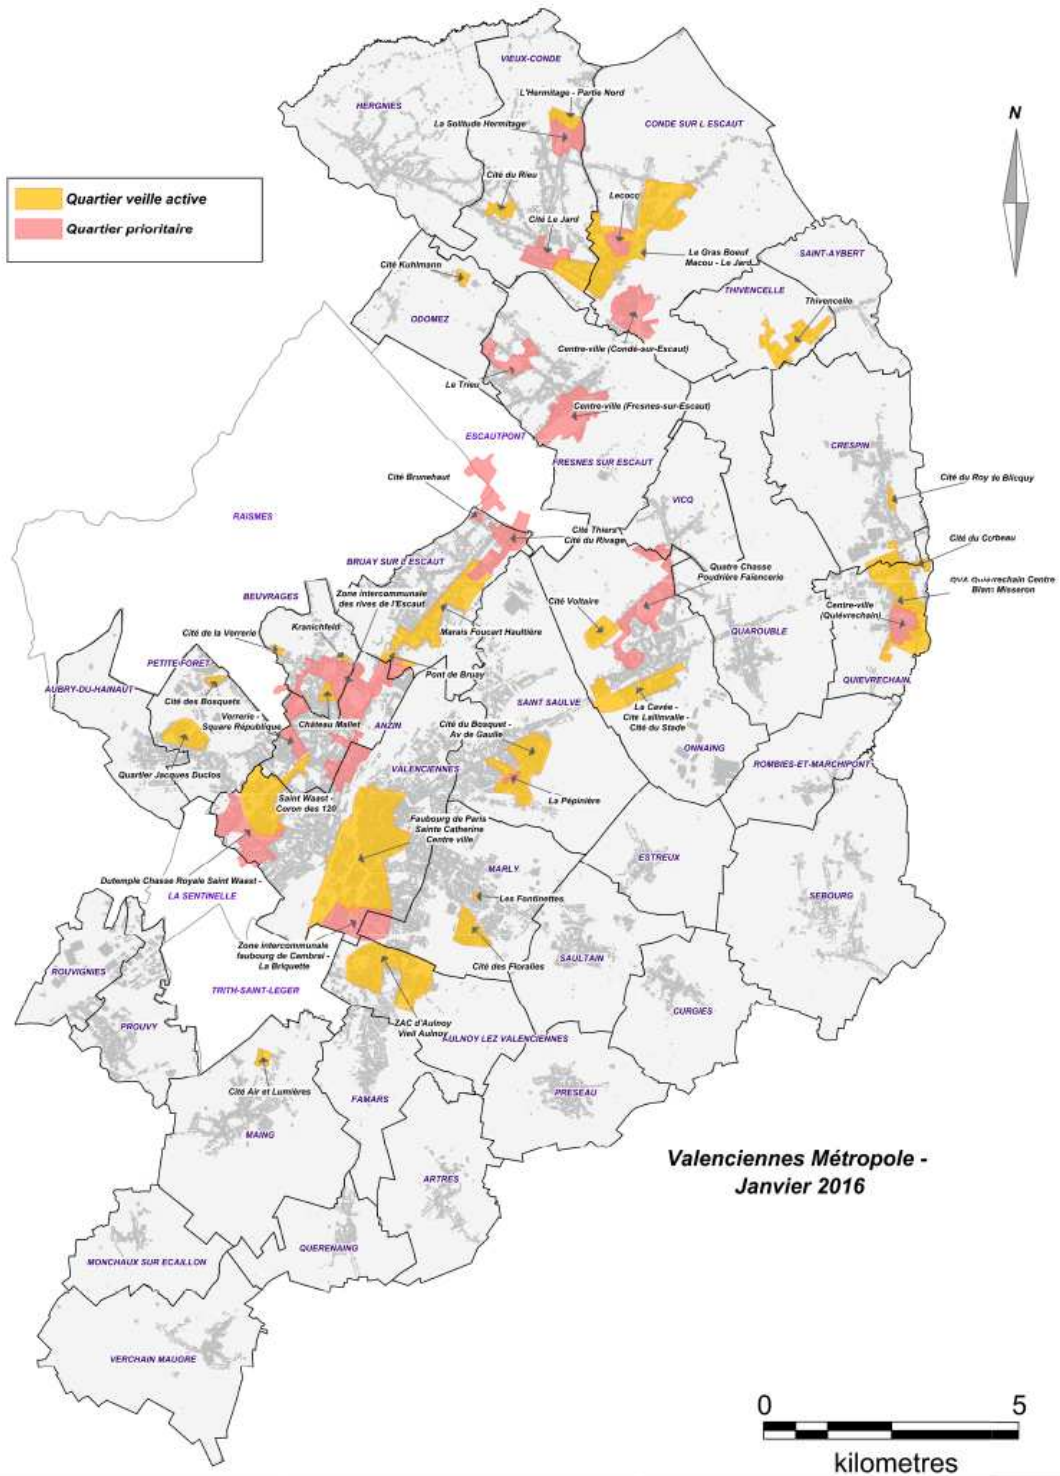 VIEUX-CONDE
HERGNIES
L'Hermitage - Partie Nord
La Solitude Hermitage
CONDE SUR L ESCAUT
N
Quartier veille active
Quartier prioritaire
Cité du Rieu
Lecocq
Cité Le Jard
Le Gras Boeuf
Macou - Le Jard
SAINT-AYBERT
Cité Kuhlmann
THIVENCELLE
Thivencelle
ODOMEZ
Centre-ville (Condé-sur-Escaut)
Le Trieu
Centre-ville (Fresnes-sur-Escaut)
ESCAUTPONT
CRESPIN
FRESNES SUR ESCAUT
Cité Brunehaut
Cité du Roy de Blicquy
VICQ
RAISMES
Cité Thiers
Cité du Rivage
Cité du Corbeau
BRUAY SUR L ESCAUT
Quatre Chasse
Poudrière Faïencerie
Quiévrechain Centre
Blanc Misseron
BEUVRAGES
Zone intercommunale
des rives de l'Escaut
Cité Voltaire
Centre-ville
(Quiévrechain)
Kranichfeld
Cité de la Verrerie
Marais Foucart Haultière
QUAROUBLE
PETITE-FORET
Pont de Bruay
QUIEVRECHAIN
AUBRY-DU-HAINAUT
Cité des Bosquets
SAINT SAULVE
La Cavée -
Cité Lallinvalle -
Cité du Stade
Verrerie -
Square République
Château Mallet
ANZIN
Cité du Bosquet -
Av de Gaulle
ONNAING
ROMBIES-ET-MARCHIPONT
Quartier Jacques Duclos
VALENCIENNES
Saint Waast -
Coron des 120
La Pépinière
Faubourg de Paris
Sainte Catherine
Centre ville
ESTREUX
MARLY
Dutemple Chasse Royale Saint Waast -
LA SENTINELLE
Les Fontinettes
SEBOURG
Zone intercommunale
faubourg de Cambrai -
La Briquette
SAULTAIN
Cité des Floralies
ROUVIGNIES
TRITH-SAINT-LEGER
CURGIES
PROUVY
ZAC d'Aulnoy
Vieil Aulnoy
AULNOY LEZ VALENCIENNES
Cité Air et Lumières
FAMARS
PRESEAU
MAING
Valenciennes Métropole -
Janvier 2016
ARTRES
QUERENAING
MONCHAUX SUR ECAILLON
VERCHAIN MAUGRE
0 5
kilometres